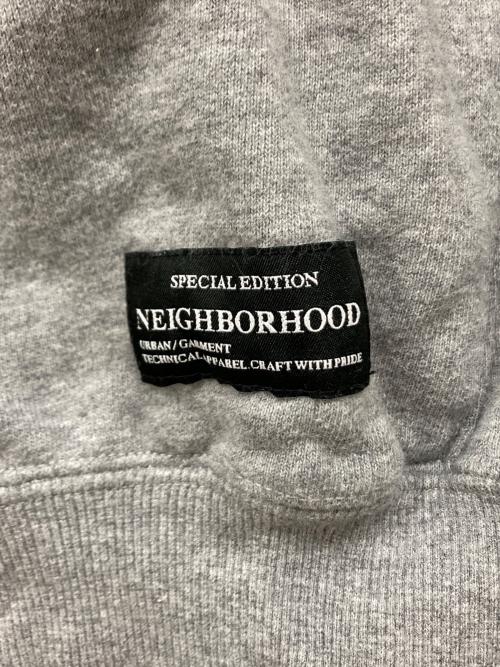 SPECIAL EDITION
NEIGHBORHOOD
URBAN / GARMENT
TECHNICAL APPAREL.CRAFT WITH PRIDE